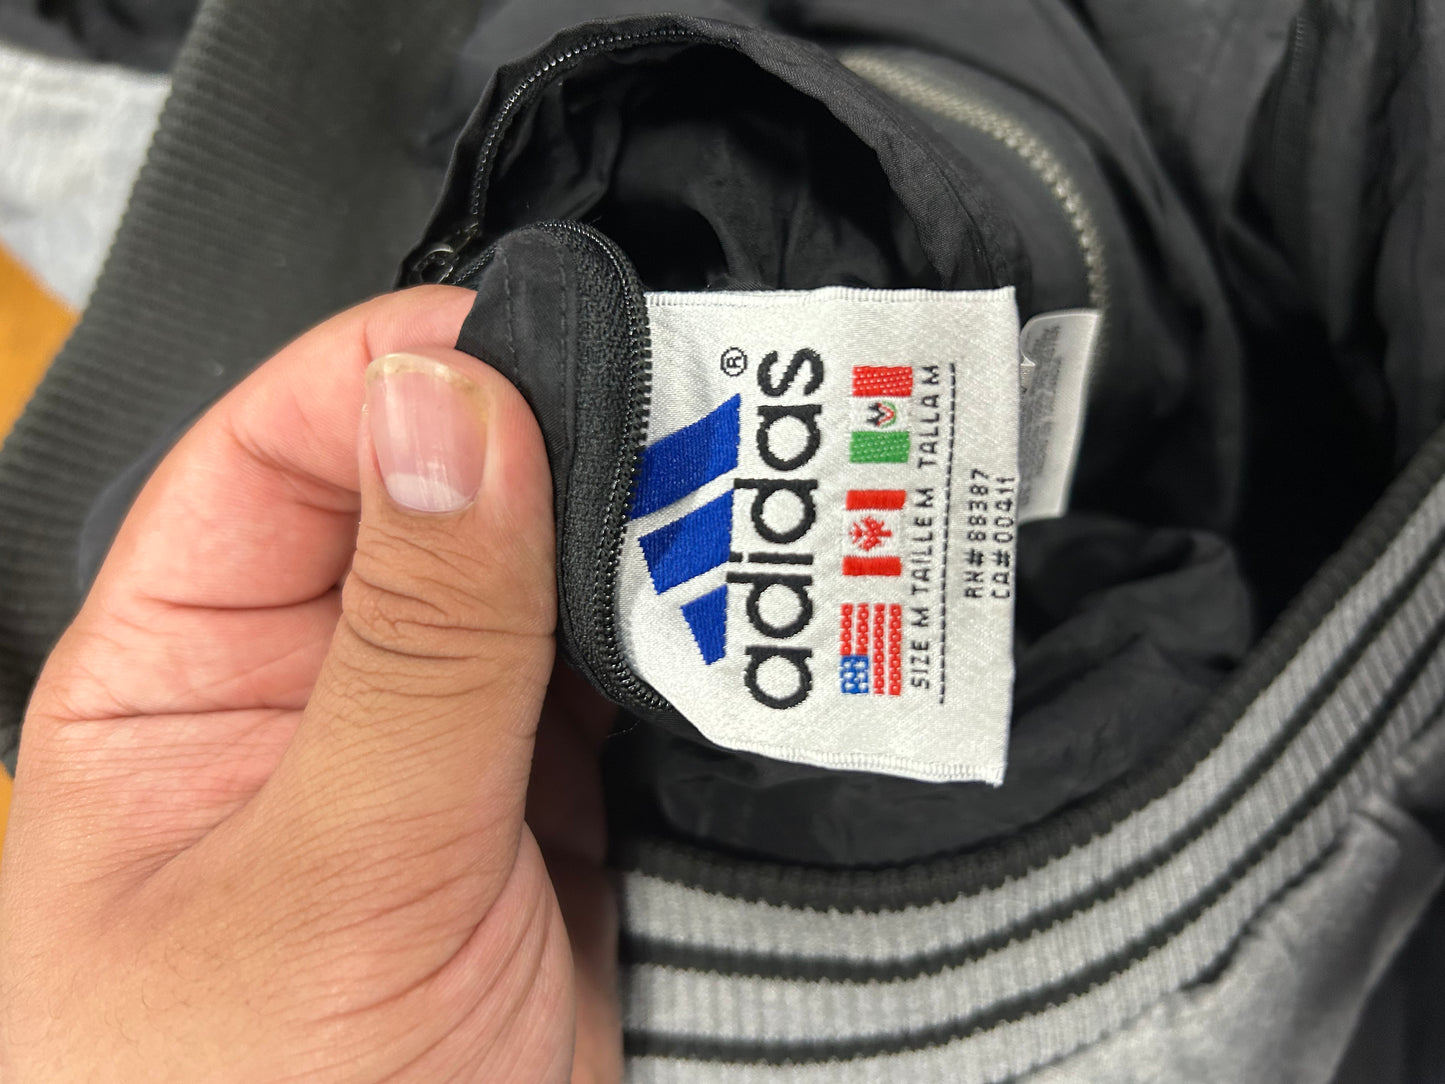 adidas®
SIZE M TAILLE M TALLA M
RN# 88387
CA# 00411